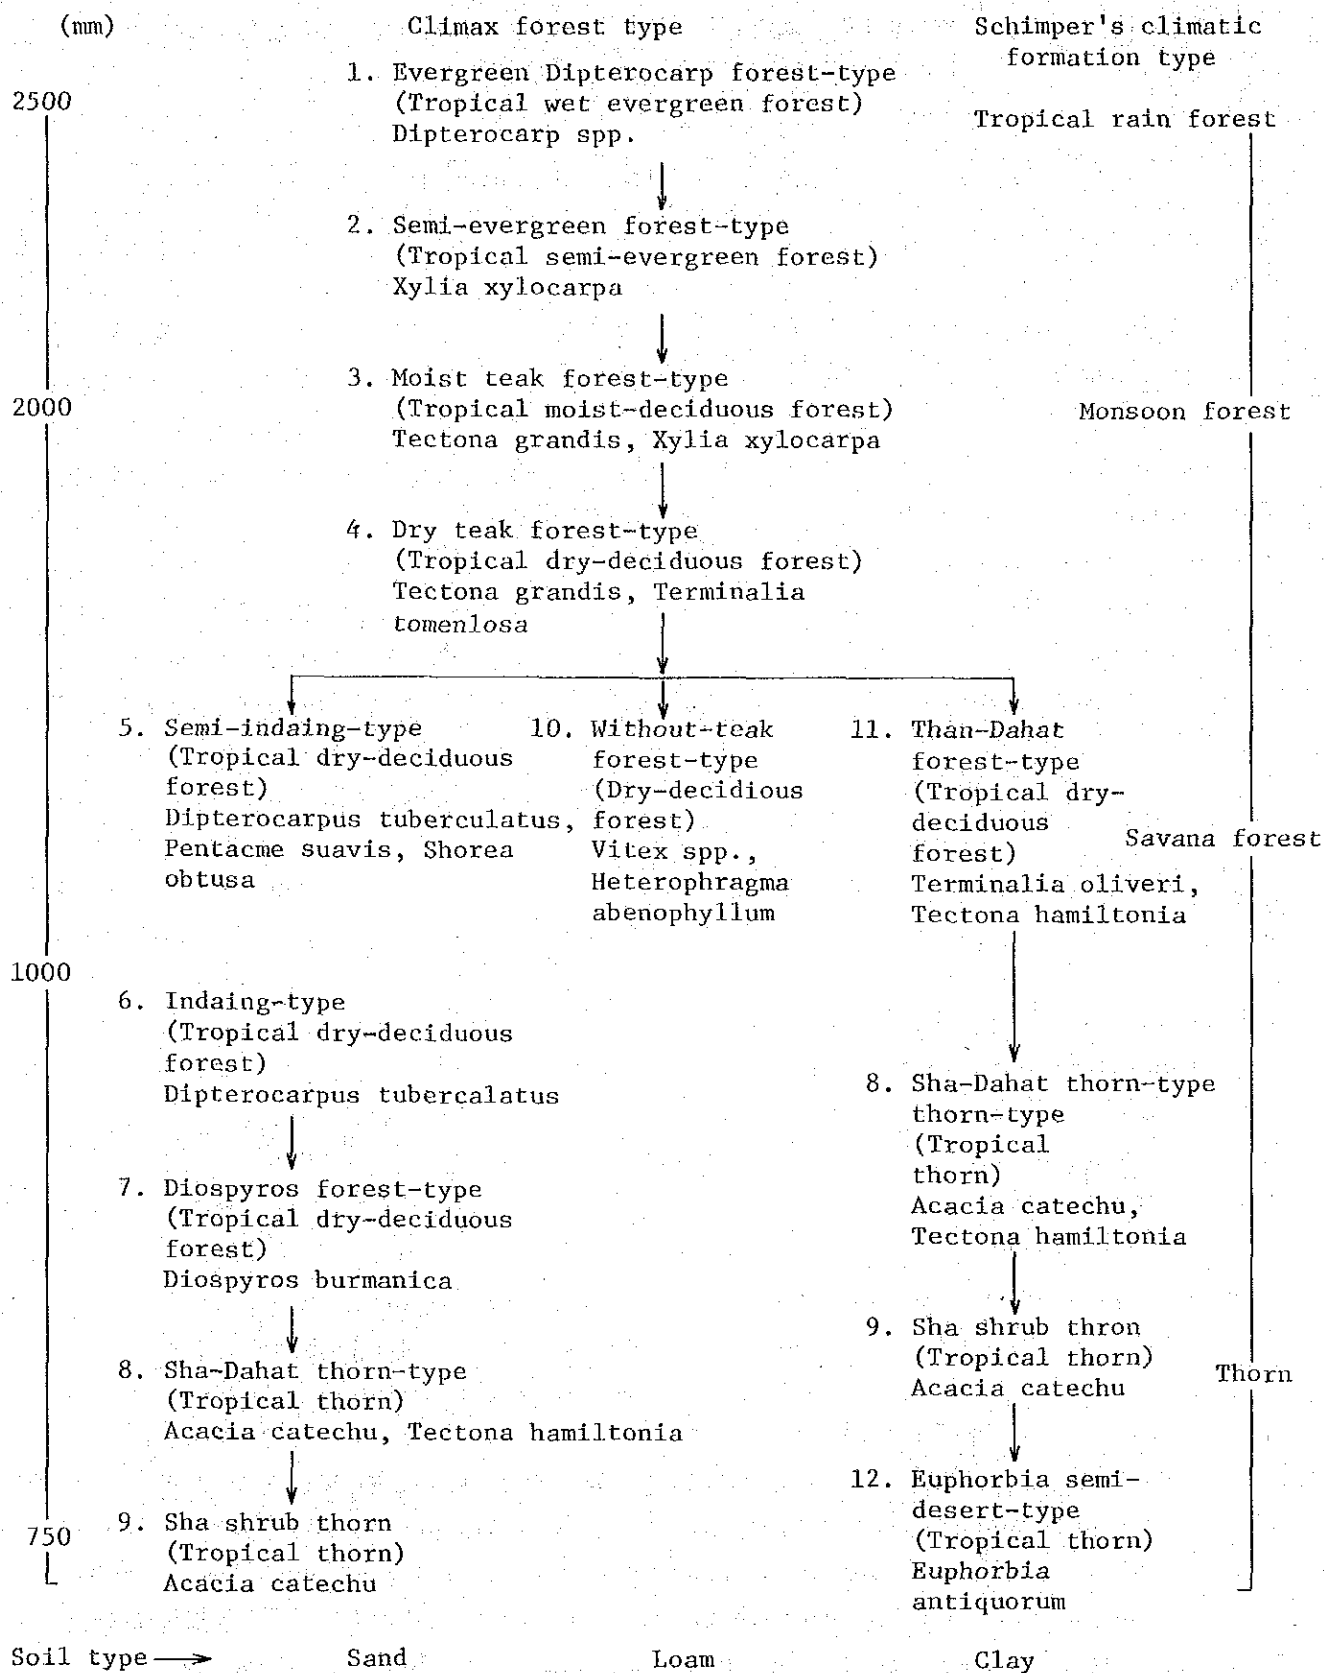 (mm)
Climax forest type
Schimper's climatic
formation type
1. Evergreen Dipterocarp forest-type
(Tropical wet evergreen forest)
Dipterocarp spp.
2500
Tropical rain forest
2. Semi-evergreen forest-type
(Tropical semi-evergreen forest)
Xylia xylocarpa
3. Moist teak forest-type
(Tropical moist-deciduous forest)
Tectona grandis, Xylia xylocarpa
2000
Monsoon forest
4. Dry teak forest-type
(Tropical dry-deciduous forest)
Tectona grandis, Terminalia
tomenlosa
5. Semi-indaing-type
(Tropical dry-deciduous
forest)
Dipterocarpus tuberculatus,
Pentacme suavis, Shorea
obtusa
10. Without-teak
forest-type
(Dry-decidious
forest)
Vitex spp.,
Heterophragma
abenophyllum
11. Than-Dahat
forest-type
(Tropical dry-
deciduous
forest)
Terminalia oliveri,
Tectona hamiltonia
Savana forest
1000
6. Indaing-type
(Tropical dry-deciduous
forest)
Dipterocarpus tubercalatus
7. Diospyros forest-type
(Tropical dry-deciduous
forest)
Diospyros burmanica
8. Sha-Dahat thorn-type
(Tropical thorn)
Acacia catechu, Tectona hamiltonia
9. Sha shrub thorn
(Tropical thorn)
Acacia catechu
8. Sha-Dahat thorn-type
thorn-type
(Tropical
thorn)
Acacia catechu,
Tectona hamiltonia
9. Sha shrub thron
(Tropical thorn)
Acacia catechu
Thorn
12. Euphorbia semi-
desert-type
(Tropical thorn)
Euphorbia
antiquorum
750
Soil type
Sand
Loam
Clay